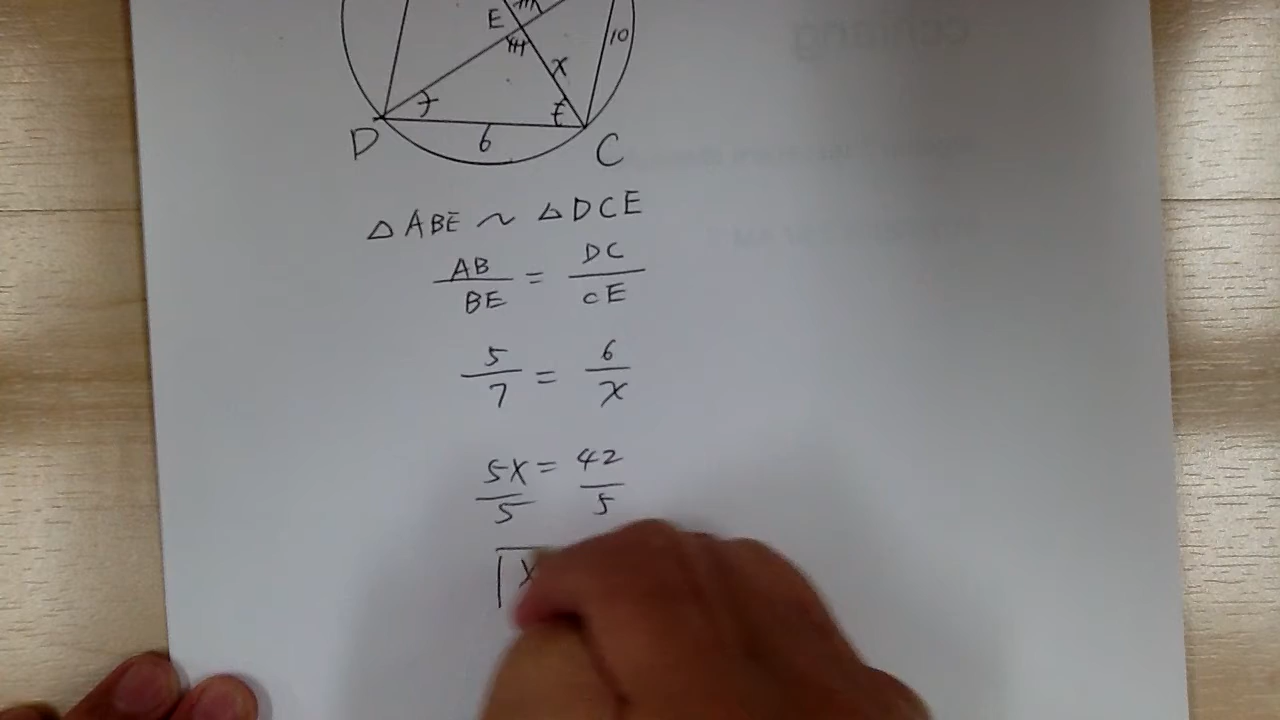 E
x
10
D
6
C
△ABE ~ △DCE
AB/BE = DC/CE
5/7 = 6/x
5x/5 = 42/5
x